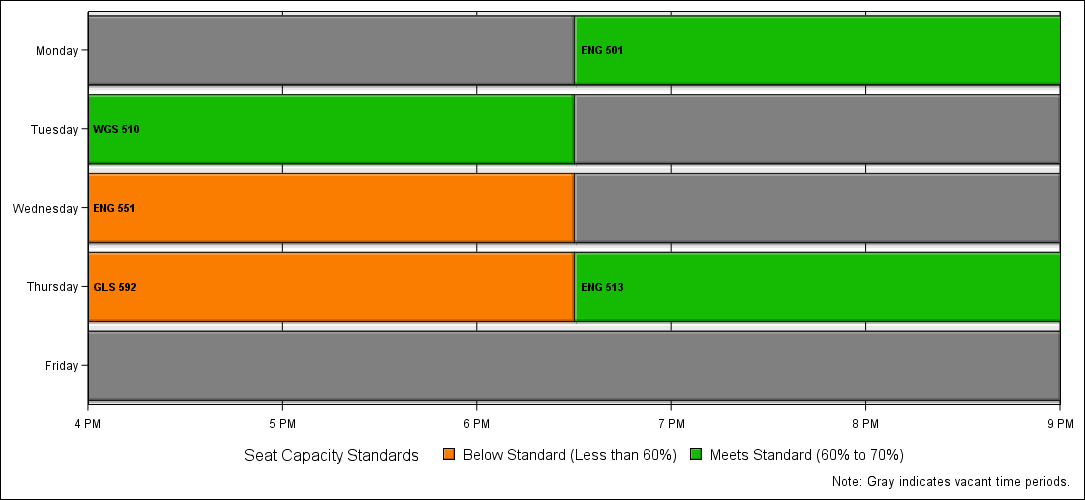 Monday
ENG 501
Tuesday
WGS 510
Wednesday
ENG 551
Thursday
GLS 592
ENG 513
Friday
4 PM 5 PM 6 PM 7 PM 8 PM 9 PM
Seat Capacity Standards Below Standard (Less than 60%) Meets Standard (60% to 70%)
Note: Gray indicates vacant time periods.